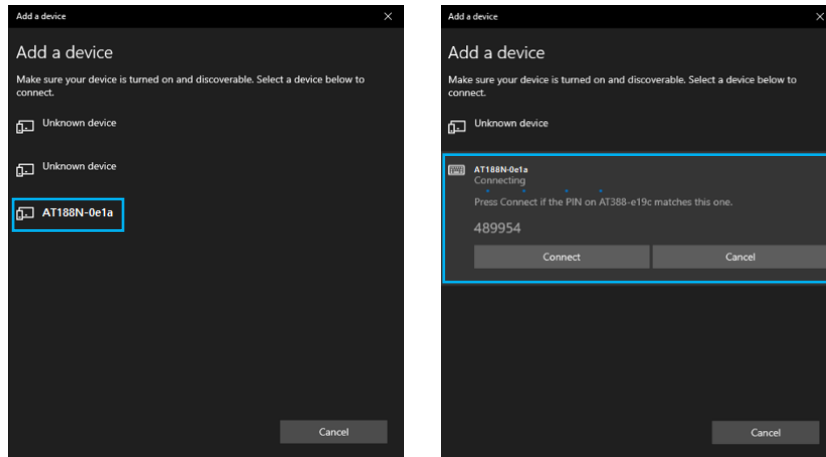 Add a device
Add a device
Make sure your device is turned on and discoverable. Select a device below to
connect.
Unknown device
Unknown device
AT188N-0e1a
Cancel
Add a device
Add a device
Make sure your device is turned on and discoverable. Select a device below to
connect.
Unknown device
AT188N-0e1a
Connecting
Press Connect if the PIN on AT388-e19c matches this one.
489954
Connect
Cancel
Cancel